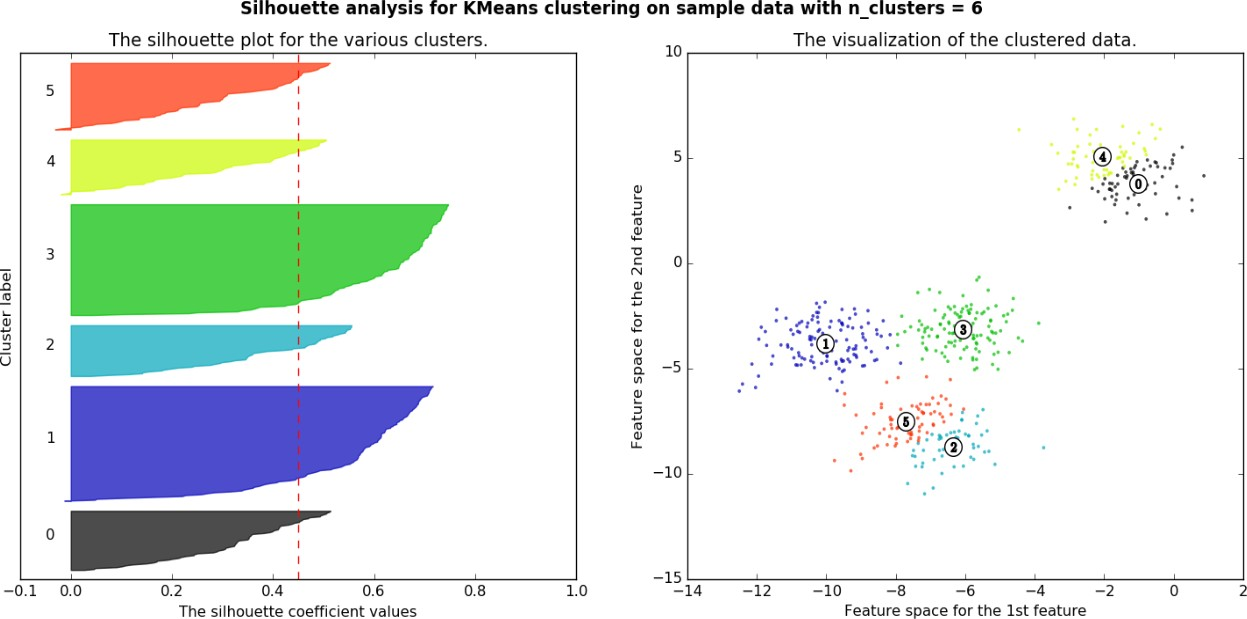 Silhouette analysis for KMeans clustering on sample data with n_clusters = 6
The silhouette plot for the various clusters.
5
4
3
2
1
0
Cluster label
−0.1 0.0 0.2 0.4 0.6 0.8 1.0
The silhouette coefficient values
The visualization of the clustered data.
10
5
0
−5
−10
−15
Feature space for the 2nd feature
4
0
3
1
5
2
−14 −12 −10 −8 −6 −4 −2 0 2
Feature space for the 1st feature